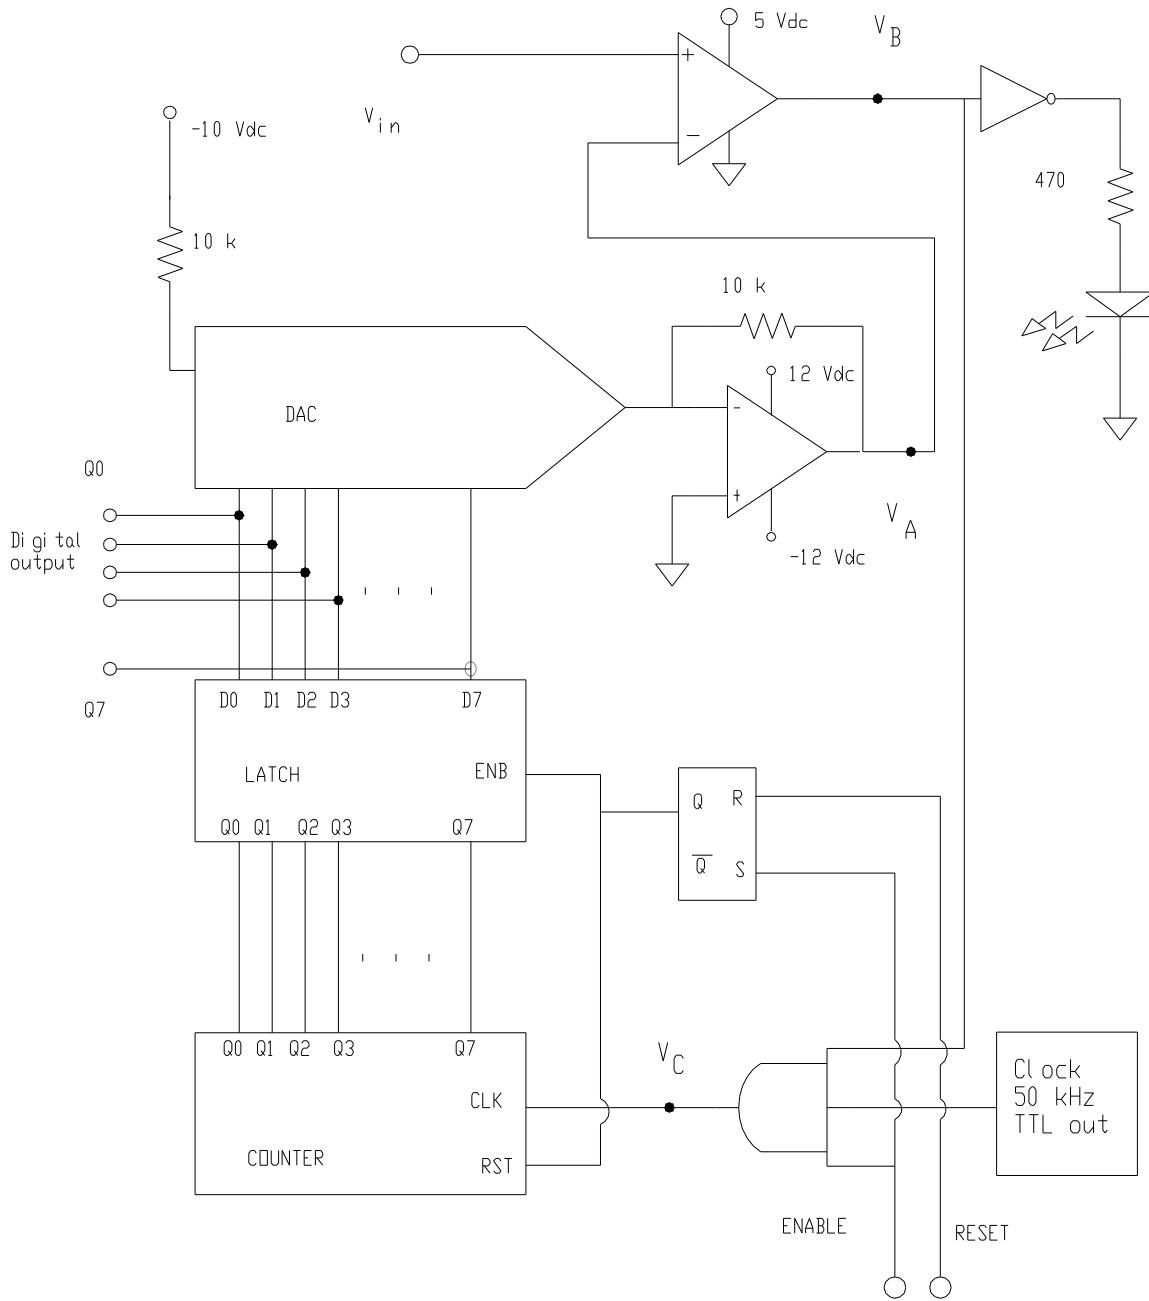 5 Vdc
V B
+
-10 Vdc
V in
−
470
10 k
10 k
12 Vdc
DAC
-
Q0
+
V A
Digital
output
-12 Vdc
D0 D1 D2 D3 D7
Q7
LATCH
ENB
Q R
Q0 Q1 Q2 Q3 Q7
Q̅ S
Q0 Q1 Q2 Q3 Q7
V C
Clock
50 kHz
TTL out
CLK
COUNTER
RST
ENABLE
RESET